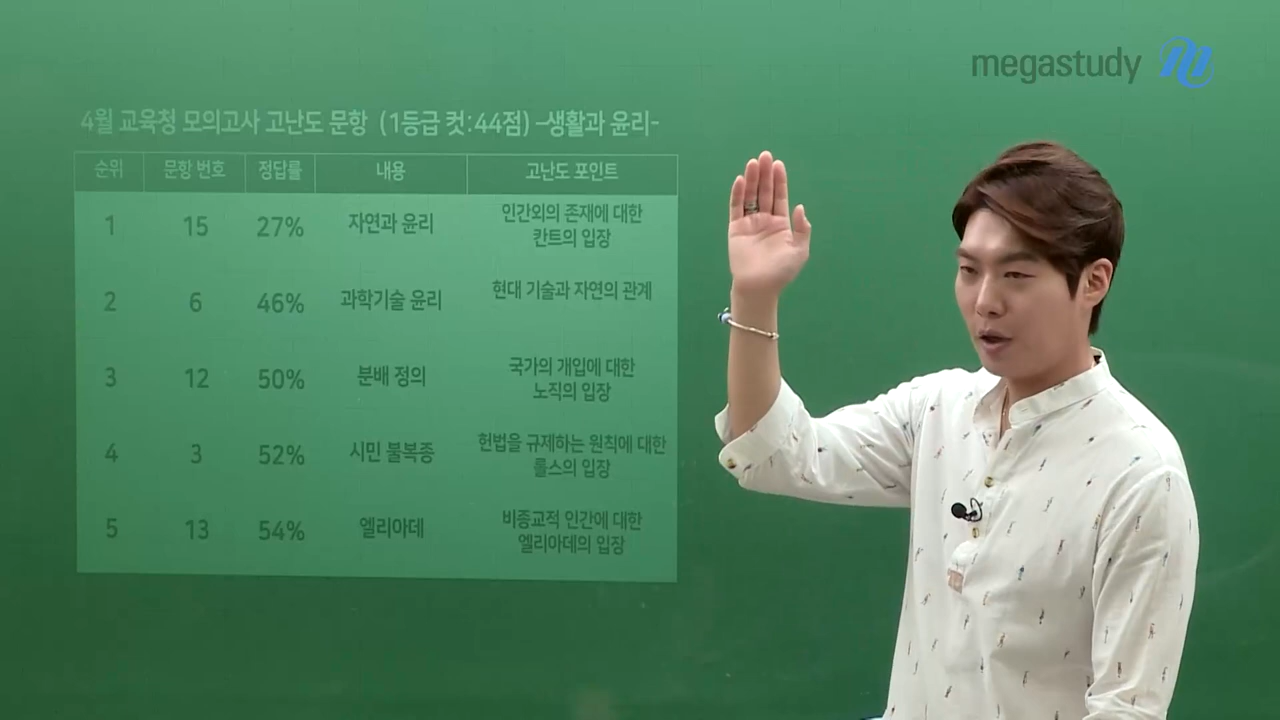 megastudy
4월 교육청 모의고사 고난도 문항 (1등급 컷:44점) -생활과 윤리-
순위 문항 번호 정답률 내용 고난도 포인트
1 15 27% 자연과 윤리 인간외의 존재에 대한
칸트의 입장
2 6 46% 과학기술 윤리 현대 기술과 자연의 관계
3 12 50% 분배 정의 국가의 개입에 대한
노직의 입장
4 3 52% 시민 불복종 헌법을 규제하는 원칙에 대한
롤스의 입장
5 13 54% 엘리아데 비종교적 인간에 대한
엘리아데의 입장